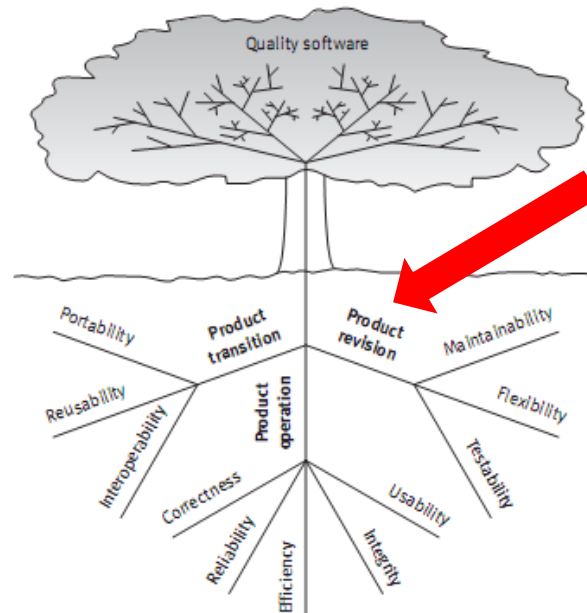 Quality software
Portability
Product
transition
Product
revision
Maintainability
Reusability
Interoperability
Product
operation
Flexibility
Testability
Correctness
Reliability
Efficiency
Integrity
Usability